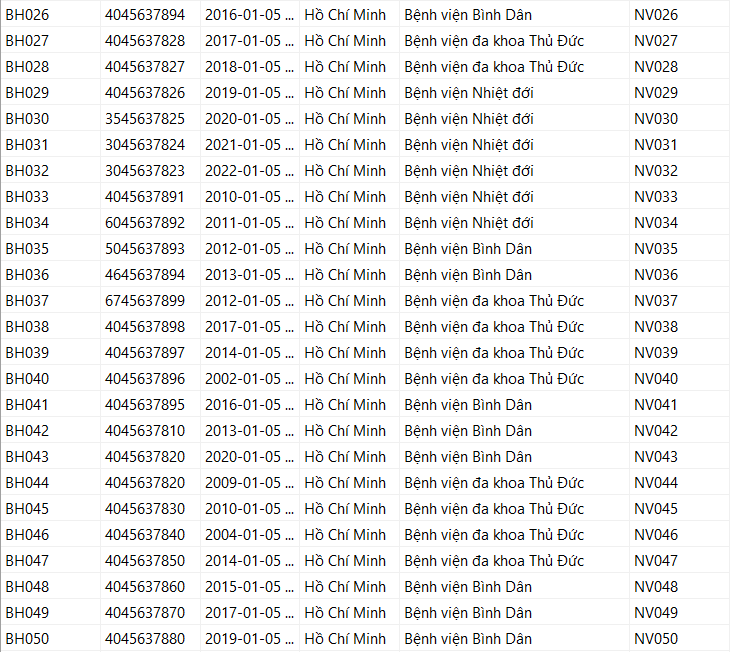 BH026 4045637894 2016-01-05 ... Hồ Chí Minh Bệnh viện Bình Dân NV026
BH027 4045637828 2017-01-05 ... Hồ Chí Minh Bệnh viện đa khoa Thủ Đức NV027
BH028 4045637827 2018-01-05 ... Hồ Chí Minh Bệnh viện đa khoa Thủ Đức NV028
BH029 4045637826 2019-01-05 ... Hồ Chí Minh Bệnh viện Nhiệt đới NV029
BH030 3545637825 2020-01-05 ... Hồ Chí Minh Bệnh viện Nhiệt đới NV030
BH031 3045637824 2021-01-05 ... Hồ Chí Minh Bệnh viện Nhiệt đới NV031
BH032 3045637823 2022-01-05 ... Hồ Chí Minh Bệnh viện Nhiệt đới NV032
BH033 4045637891 2010-01-05 ... Hồ Chí Minh Bệnh viện Nhiệt đới NV033
BH034 6045637892 2011-01-05 ... Hồ Chí Minh Bệnh viện Nhiệt đới NV034
BH035 5045637893 2012-01-05 ... Hồ Chí Minh Bệnh viện Bình Dân NV035
BH036 4645637894 2013-01-05 ... Hồ Chí Minh Bệnh viện Bình Dân NV036
BH037 6745637899 2012-01-05 ... Hồ Chí Minh Bệnh viện đa khoa Thủ Đức NV037
BH038 4045637898 2017-01-05 ... Hồ Chí Minh Bệnh viện đa khoa Thủ Đức NV038
BH039 4045637897 2014-01-05 ... Hồ Chí Minh Bệnh viện đa khoa Thủ Đức NV039
BH040 4045637896 2002-01-05 ... Hồ Chí Minh Bệnh viện đa khoa Thủ Đức NV040
BH041 4045637895 2016-01-05 ... Hồ Chí Minh Bệnh viện Bình Dân NV041
BH042 4045637810 2013-01-05 ... Hồ Chí Minh Bệnh viện Bình Dân NV042
BH043 4045637820 2020-01-05 ... Hồ Chí Minh Bệnh viện Bình Dân NV043
BH044 4045637820 2009-01-05 ... Hồ Chí Minh Bệnh viện đa khoa Thủ Đức NV044
BH045 4045637830 2010-01-05 ... Hồ Chí Minh Bệnh viện đa khoa Thủ Đức NV045
BH046 4045637840 2004-01-05 ... Hồ Chí Minh Bệnh viện đa khoa Thủ Đức NV046
BH047 4045637850 2014-01-05 ... Hồ Chí Minh Bệnh viện đa khoa Thủ Đức NV047
BH048 4045637860 2015-01-05 ... Hồ Chí Minh Bệnh viện Bình Dân NV048
BH049 4045637870 2017-01-05 ... Hồ Chí Minh Bệnh viện Bình Dân NV049
BH050 4045637880 2019-01-05 ... Hồ Chí Minh Bệnh viện Bình Dân NV050